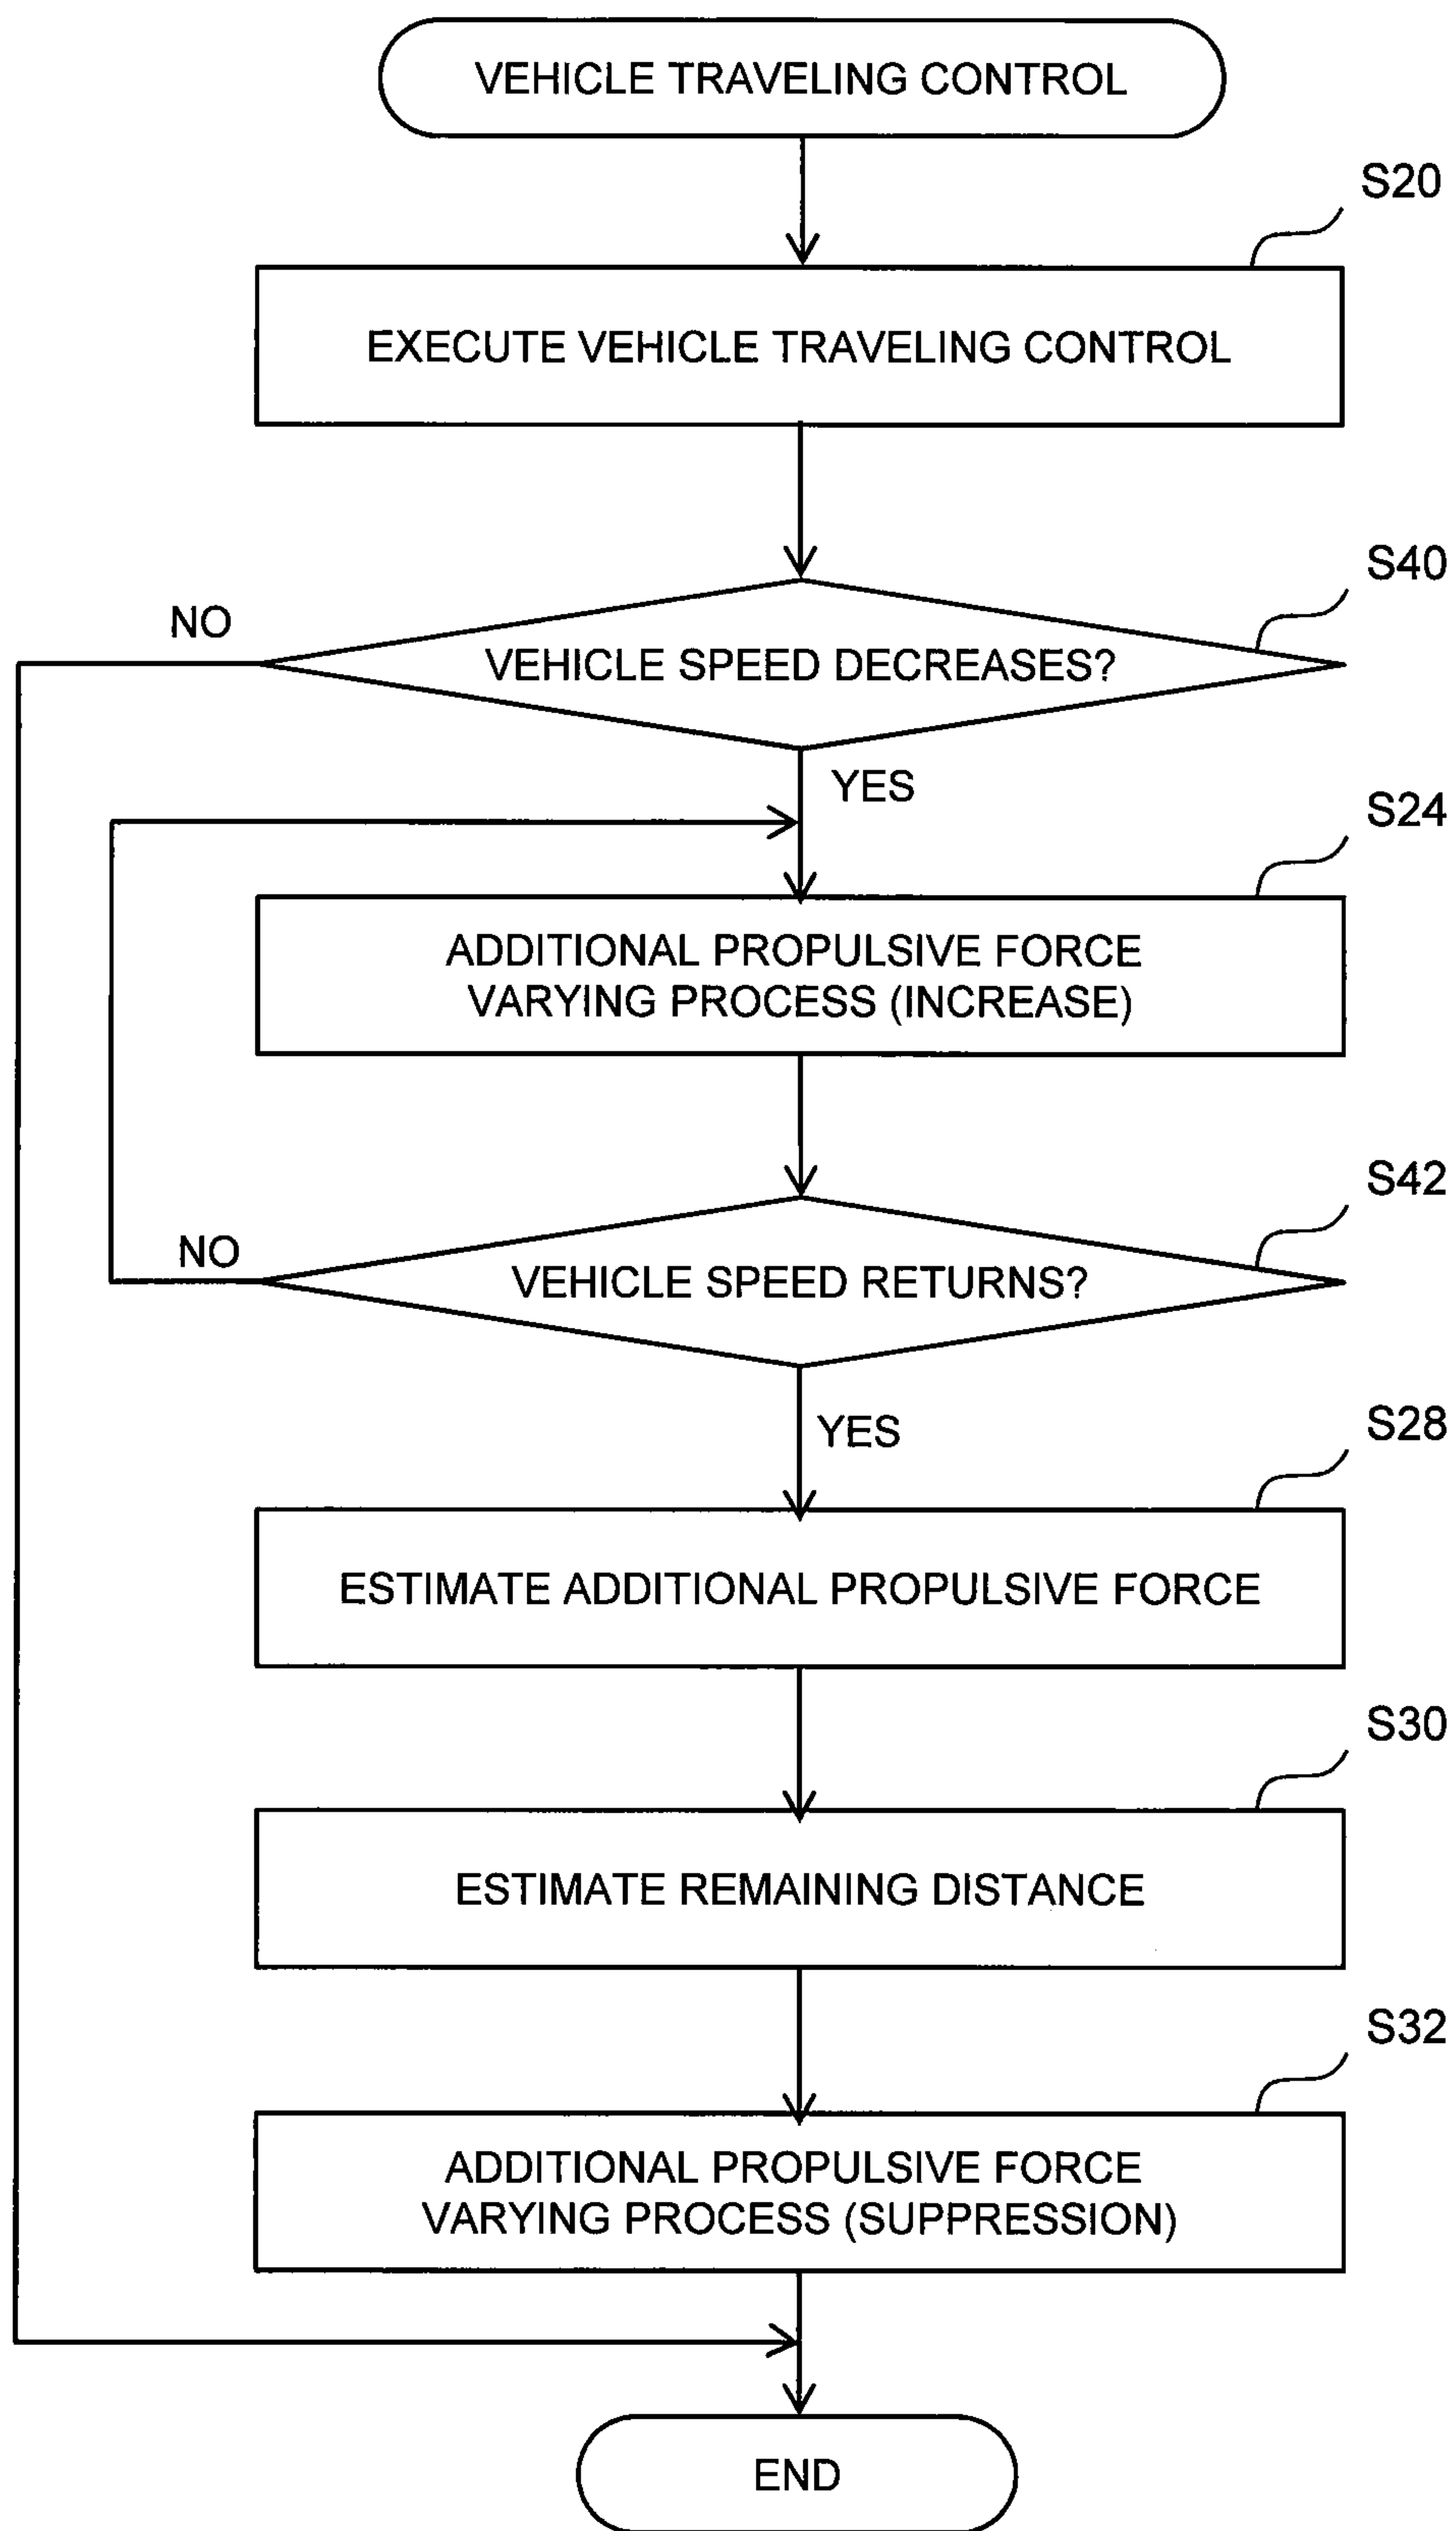 VEHICLE TRAVELING CONTROL
S20
EXECUTE VEHICLE TRAVELING CONTROL
S40
NO
VEHICLE SPEED DECREASES?
YES
S24
ADDITIONAL PROPULSIVE FORCE
VARYING PROCESS (INCREASE)
S42
NO
VEHICLE SPEED RETURNS?
YES
S28
ESTIMATE ADDITIONAL PROPULSIVE FORCE
S30
ESTIMATE REMAINING DISTANCE
S32
ADDITIONAL PROPULSIVE FORCE
VARYING PROCESS (SUPPRESSION)
END